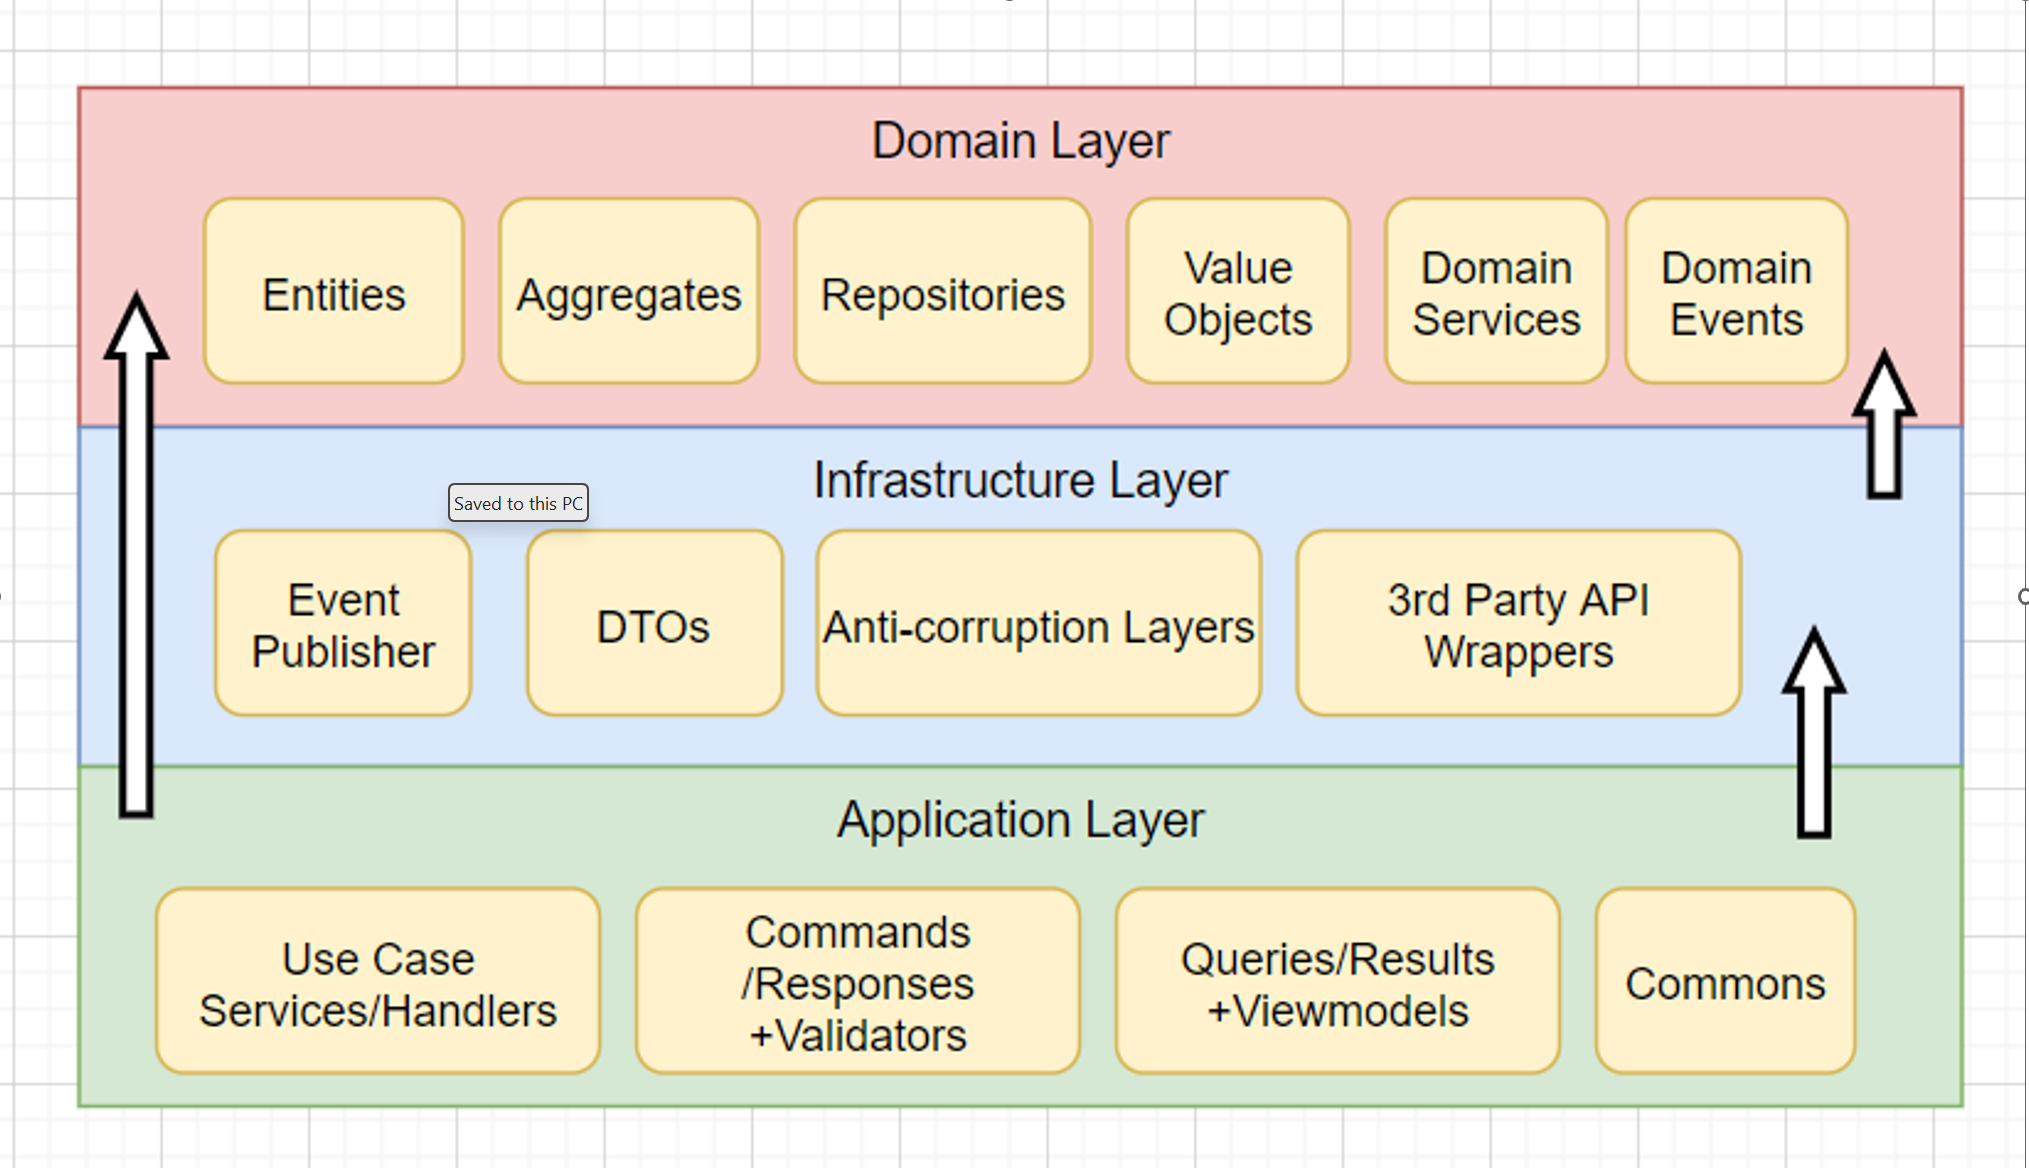 Domain Layer
Entities
Aggregates
Repositories
Value
Objects
Domain
Services
Domain
Events
Infrastructure Layer
Saved to this PC
Event
Publisher
DTOs
Anti-corruption Layers
3rd Party API
Wrappers
Application Layer
Use Case
Services/Handlers
Commands
/Responses
+Validators
Queries/Results
+Viewmodels
Commons